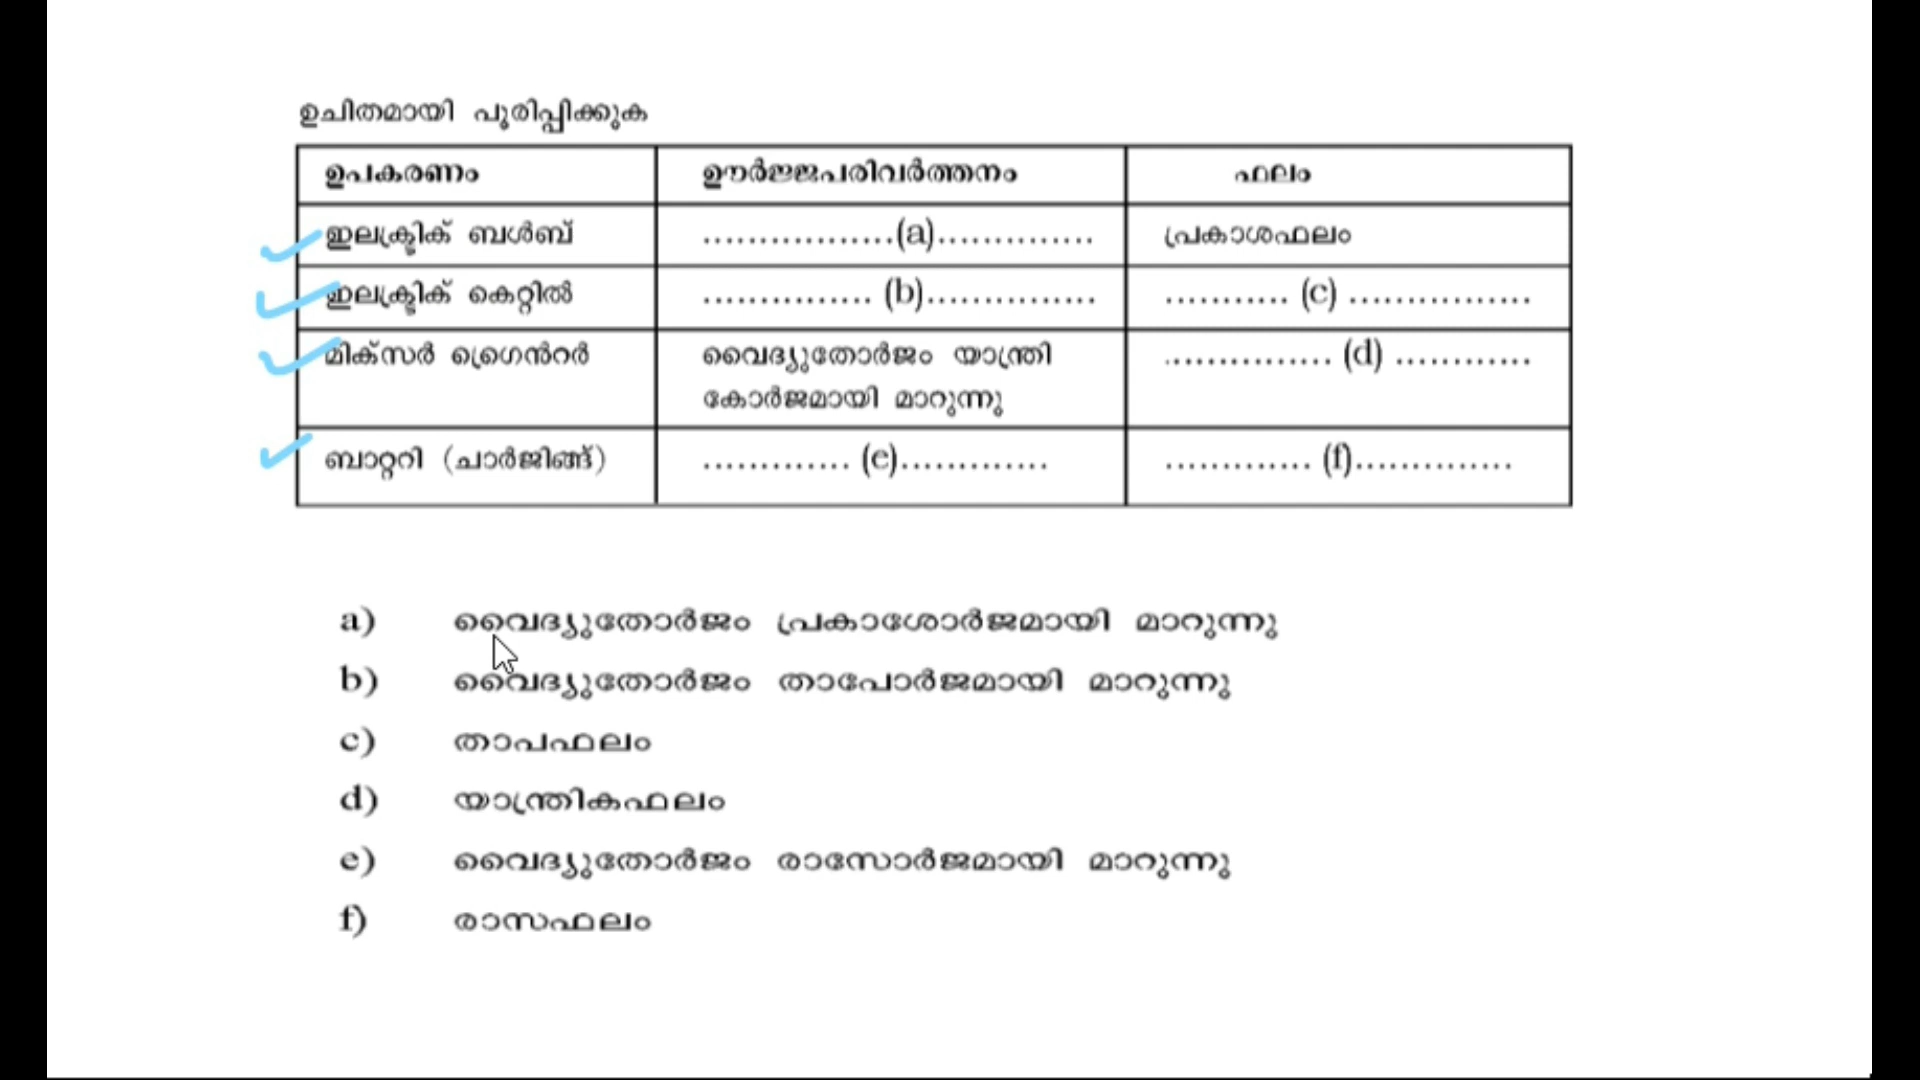 ഉചിതമായി പൂരിപ്പിക്കുക
ഉപകരണം ഊർജ്ജപരിവർത്തനം ഫലം
ഇലക്ട്രിക് ബൾബ് .................(a).............. പ്രകാശഫലം
ഇലക്ട്രിക് കെറ്റിൽ ............... (b)............... ........... (c) ................
മിക്സർ ഗ്രൈൻറർ വൈദ്യുതോർജം യാന്ത്രി ............... (d) ............
കോർജമായി മാറുന്നു
ബാറ്ററി (ചാർജിങ്ങ്) ............. (e)............. ............. (f)..............
a) വൈദ്യുതോർജം പ്രകാശോർജമായി മാറുന്നു
b) വൈദ്യുതോർജം താപോർജമായി മാറുന്നു
c) താപഫലം
d) യാന്ത്രികഫലം
e) വൈദ്യുതോർജം രാസോർജമായി മാറുന്നു
f) രാസഫലം